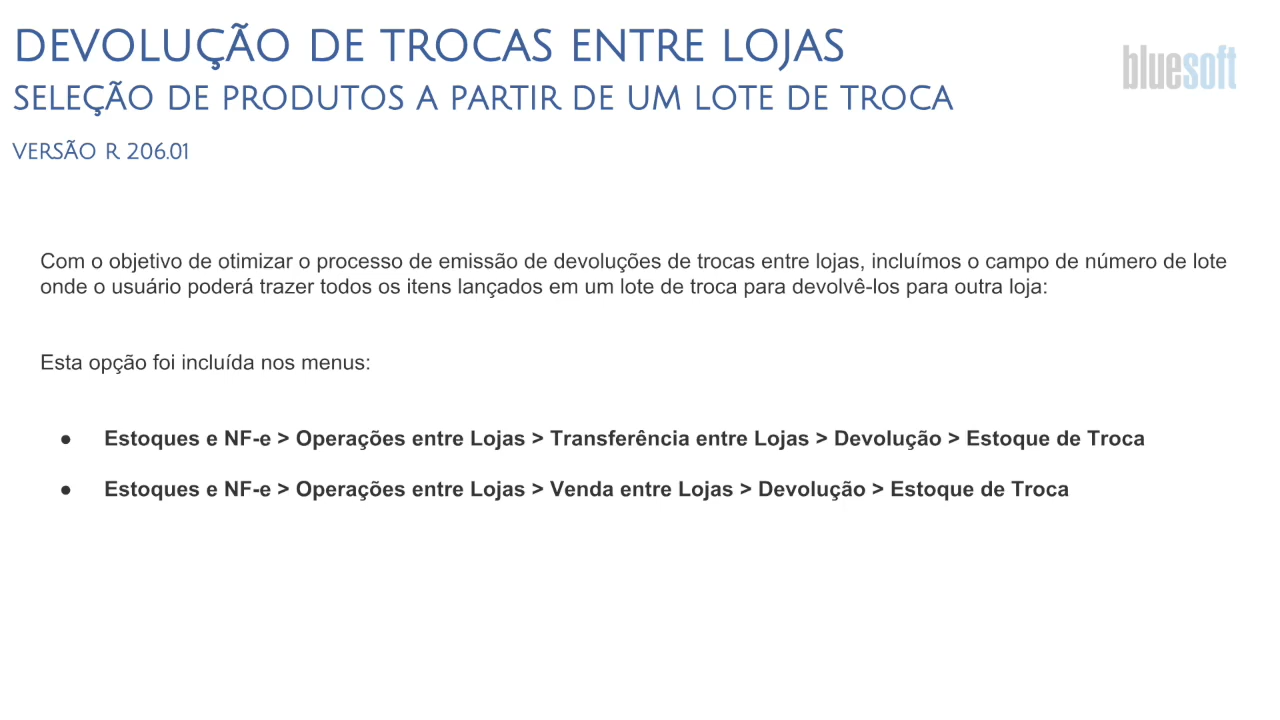 DEVOLUÇÃO DE TROCAS ENTRE LOJAS
bluesoft
SELEÇÃO DE PRODUTOS A PARTIR DE UM LOTE DE TROCA
VERSÃO R 206.01
Com o objetivo de otimizar o processo de emissão de devoluções de trocas entre lojas, incluímos o campo de número de lote
onde o usuário poderá trazer todos os itens lançados em um lote de troca para devolvê-los para outra loja:
Esta opção foi incluída nos menus:
● Estoques e NF-e > Operações entre Lojas > Transferência entre Lojas > Devolução > Estoque de Troca
● Estoques e NF-e > Operações entre Lojas > Venda entre Lojas > Devolução > Estoque de Troca